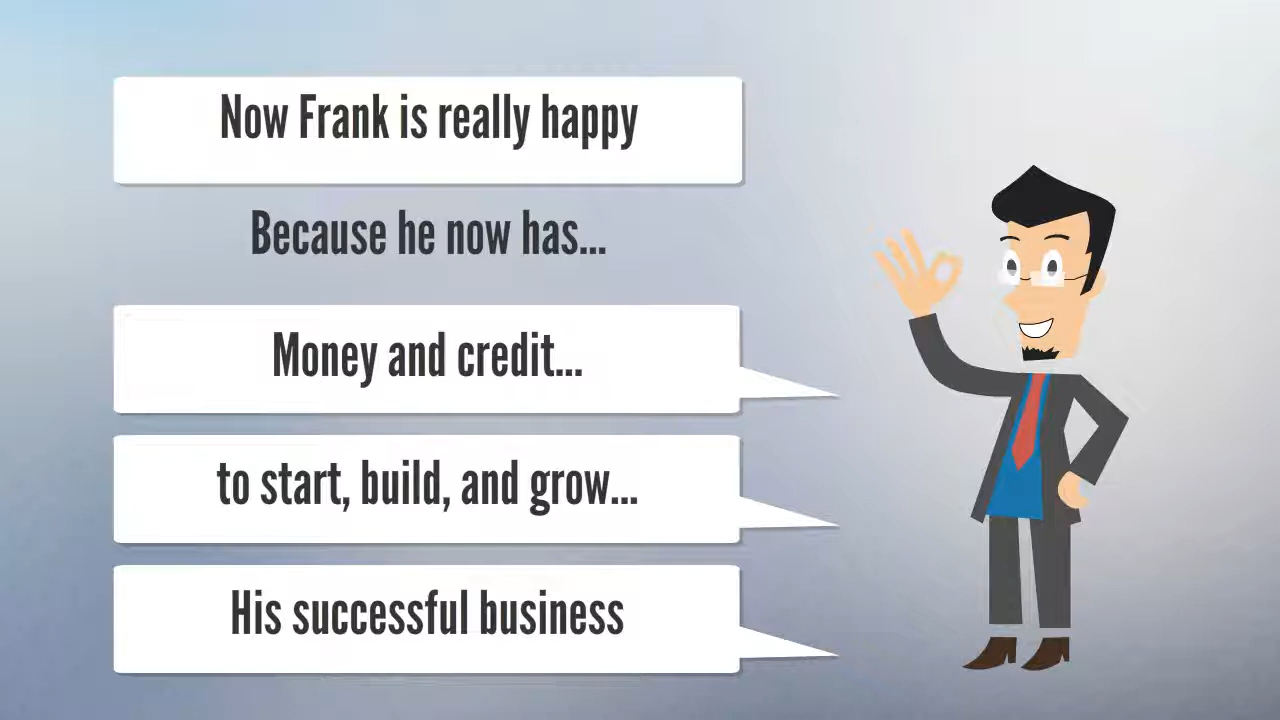 Now Frank is really happy
Because he now has...
Money and credit...
to start, build, and grow...
His successful business